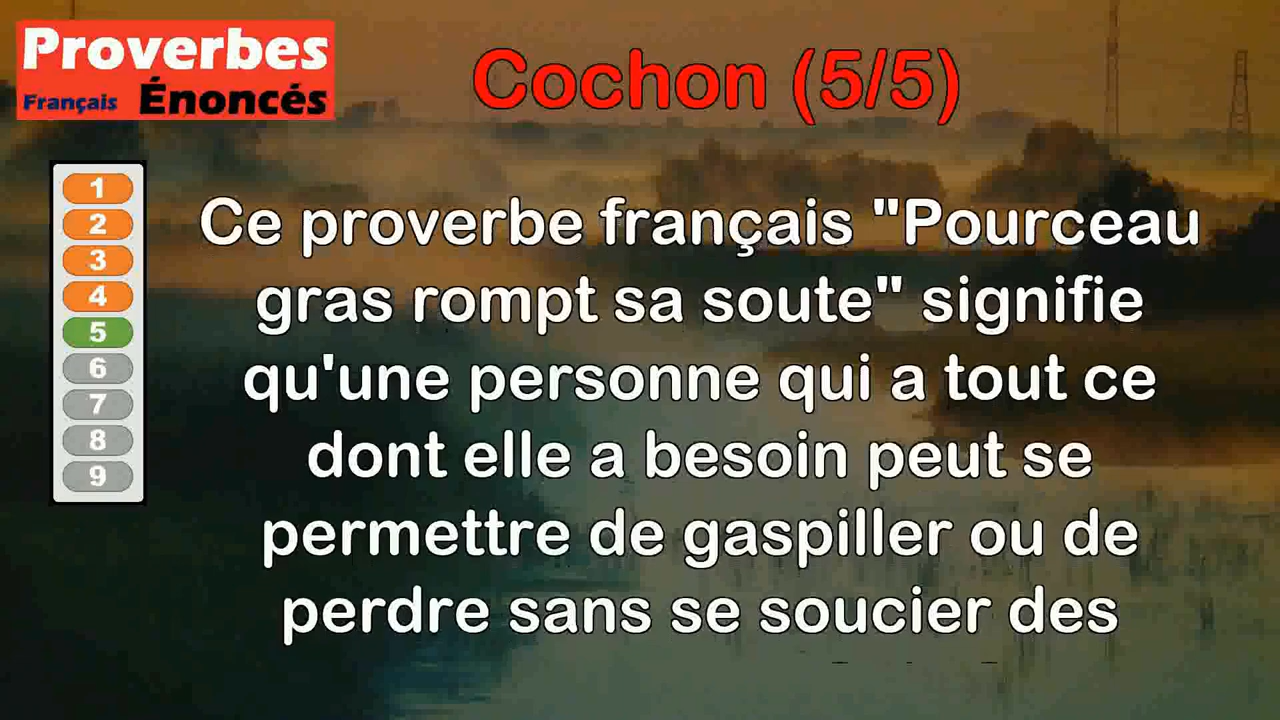 Proverbes
Français Énoncés
Cochon (5/5)
1
2
3
4
5
6
7
8
9
Ce proverbe français "Pourceau
gras rompt sa soute" signifie
qu'une personne qui a tout ce
dont elle a besoin peut se
permettre de gaspiller ou de
perdre sans se soucier des